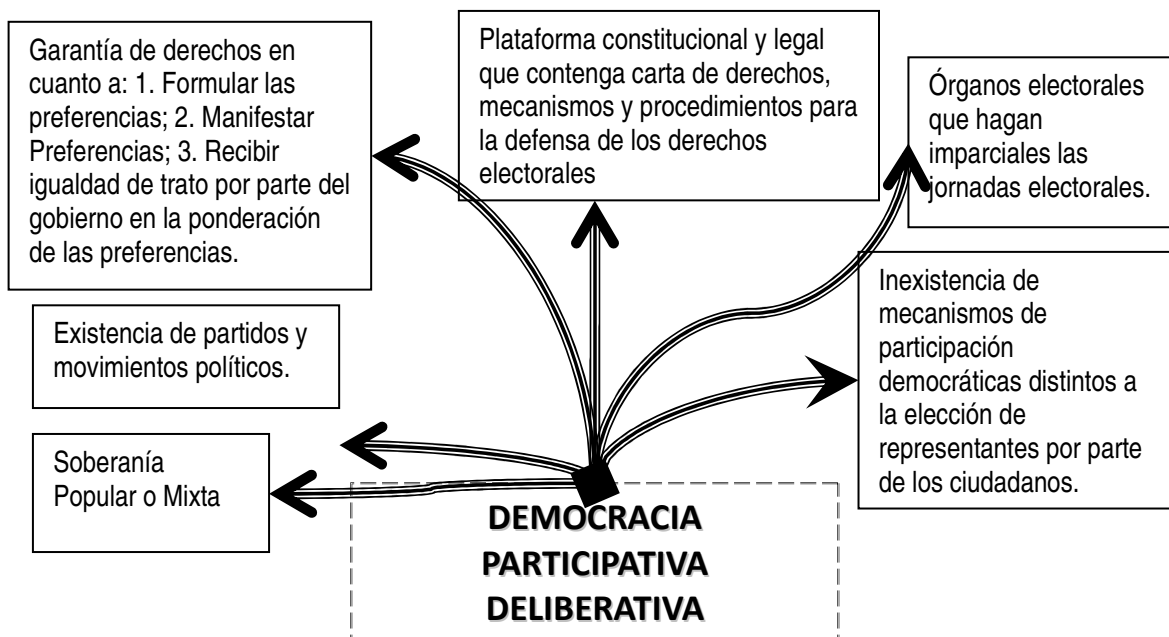 Garantía de derechos en
cuanto a: 1. Formular las
preferencias; 2. Manifestar
Preferencias; 3. Recibir
igualdad de trato por parte del
gobierno en la ponderación
de las preferencias.
Plataforma constitucional y legal
que contenga carta de derechos,
mecanismos y procedimientos para
la defensa de los derechos
electorales
Órganos electorales
que hagan
imparciales las
jornadas electorales.
Existencia de partidos y
movimientos políticos.
Inexistencia de
mecanismos de
participación
democráticas distintos a
la elección de
representantes por parte
de los ciudadanos.
Soberanía
Popular o Mixta
DEMOCRACIA
PARTICIPATIVA
DELIBERATIVA